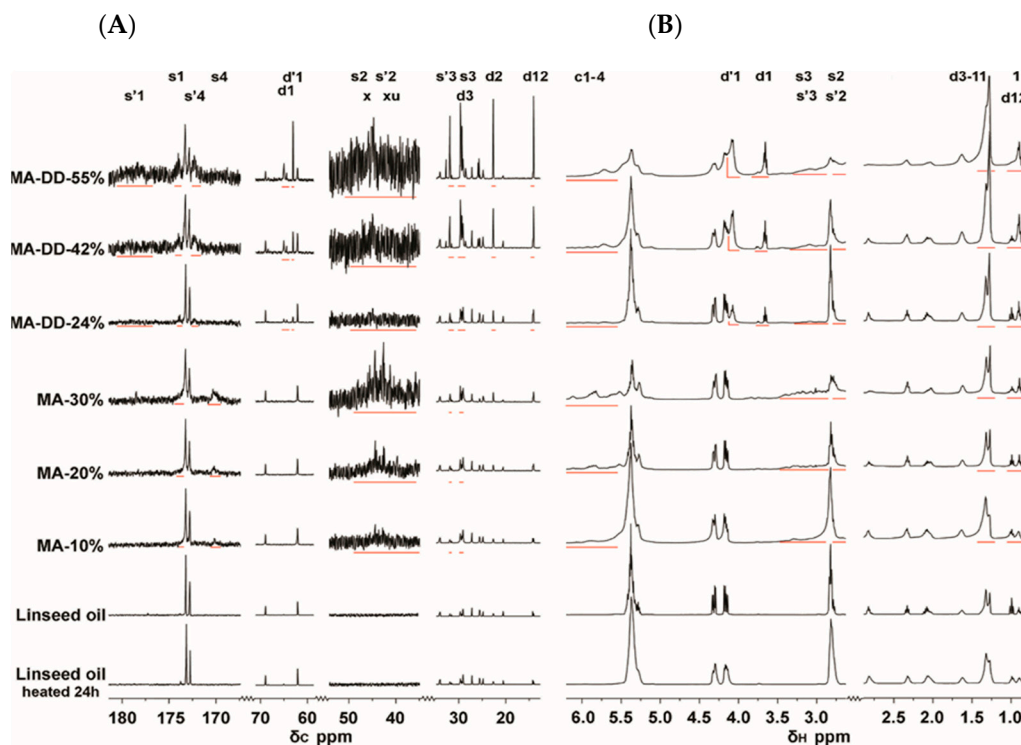 (A) (B)
s1 s4 d'1 s2 s'2 s'3 s3 d2 d12 c1-4 d'1 d1 s3 s2 d3-11 1
s'1 s'4 d1 x xu d3 s'3 s'2 d12
MA-DD-55%
MA-DD-42%
MA-DD-24%
MA-30%
MA-20%
MA-10%
Linseed oil
Linseed oil
heated 24h
180 170 70 60 50 40 30 20 6.0 5.5 5.0 4.5 4.0 3.5 3.0 2.5 1.5 1.0
δC ppm δH ppm